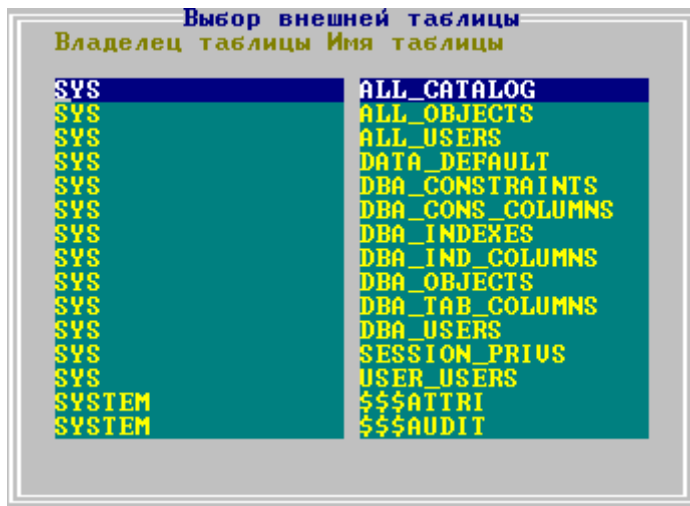 Выбор внешней таблицы
Владелец таблицы Имя таблицы
SYS ALL_CATALOG
SYS ALL_OBJECTS
SYS ALL_USERS
SYS DATA_DEFAULT
SYS DBA_CONSTRAINTS
SYS DBA_CONS_COLUMNS
SYS DBA_INDEXES
SYS DBA_IND_COLUMNS
SYS DBA_OBJECTS
SYS DBA_TAB_COLUMNS
SYS DBA_USERS
SYS SESSION_PRIVS
SYS USER_USERS
SYSTEM $$$ATTRI
SYSTEM $$$AUDIT